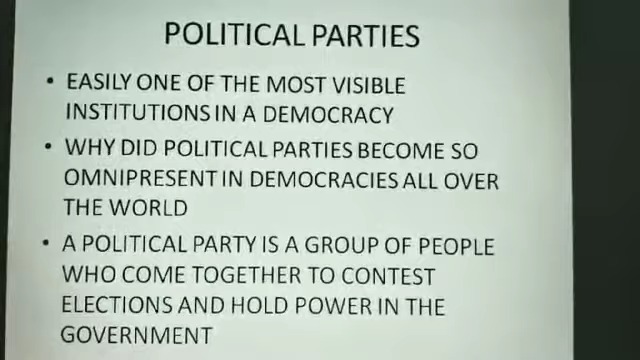 POLITICAL PARTIES
• EASILY ONE OF THE MOST VISIBLE
INSTITUTIONS IN A DEMOCRACY
• WHY DID POLITICAL PARTIES BECOME SO
OMNIPRESENT IN DEMOCRACIES ALL OVER
THE WORLD
• A POLITICAL PARTY IS A GROUP OF PEOPLE
WHO COME TOGETHER TO CONTEST
ELECTIONS AND HOLD POWER IN THE
GOVERNMENT